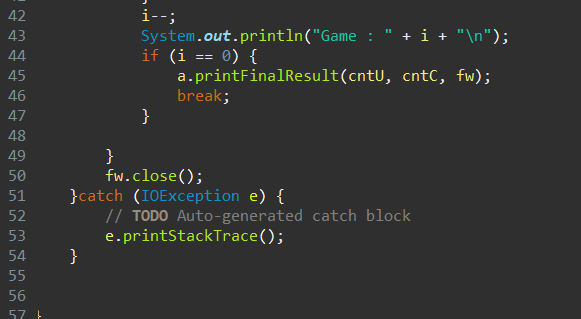 42 i--;
43 System.out.println("Game : " + i + "\n");
44 if (i == 0) {
45 a.printFinalResult(cntU, cntC, fw);
46 break;
47 }
48
49 }
50 fw.close();
51 }catch (IOException e) {
52 // TODO Auto-generated catch block
53 e.printStackTrace();
54 }
55
56
57 }